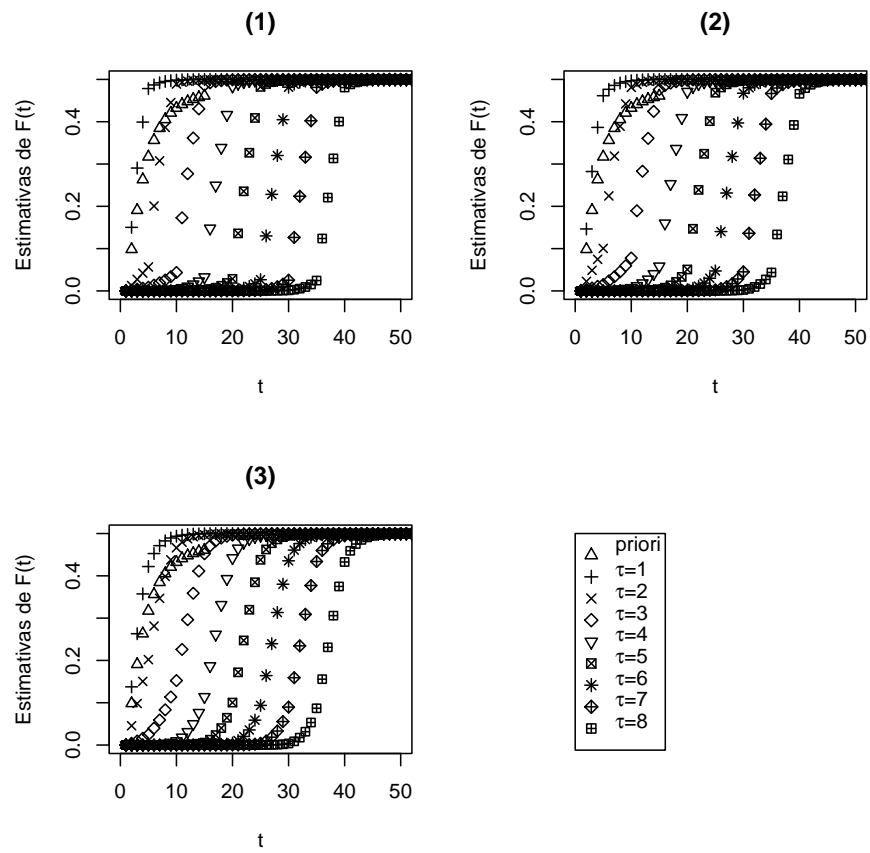 (1)
Estimativas de F(t)
0.0 0.2 0.4
0 10 20 30 40 50
t
(2)
Estimativas de F(t)
0.0 0.2 0.4
0 10 20 30 40 50
t
(3)
Estimativas de F(t)
0.0 0.2 0.4
0 10 20 30 40 50
t
priori
τ=1
τ=2
τ=3
τ=4
τ=5
τ=6
τ=7
τ=8